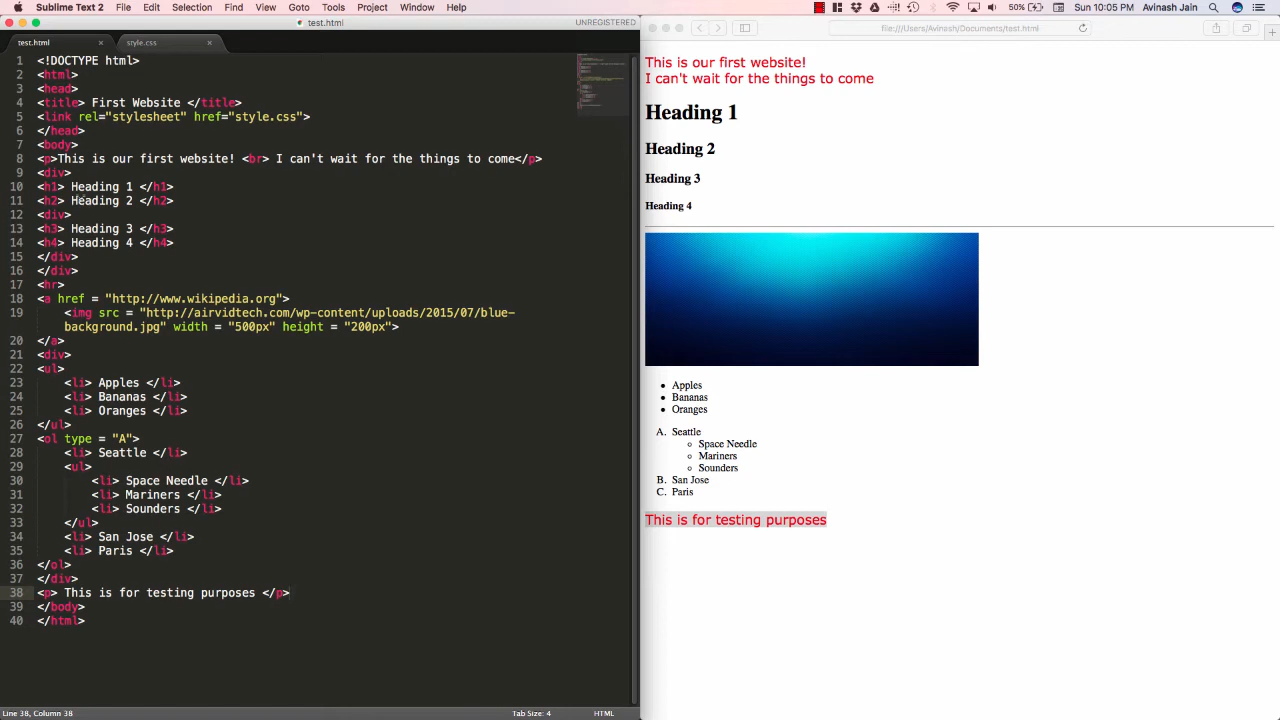 Sublime Text 2 File Edit Selection Find View Goto Tools Project Window Help 50% Sun 10:05 PM Avinash Jain
test.html UNREGISTERED
test.html × style.css ×
file:///Users/Avinash/Documents/test.html
1 <!DOCTYPE html>
2 <html>
3 <head>
4 <title> First Website </title>
5 <link rel="stylesheet" href="style.css">
6 </head>
7 <body>
8 <p>This is our first website! <br> I can't wait for the things to come</p>
9 <div>
10 <h1> Heading 1 </h1>
11 <h2> Heading 2 </h2>
12 <div>
13 <h3> Heading 3 </h3>
14 <h4> Heading 4 </h4>
15 </div>
16 </div>
17 <hr>
18 <a href = "http://www.wikipedia.org">
19 <img src = "http://airvidtech.com/wp-content/uploads/2015/07/blue-
background.jpg" width = "500px" height = "200px">
20 </a>
21 <div>
22 <ul>
23 <li> Apples </li>
24 <li> Bananas </li>
25 <li> Oranges </li>
26 </ul>
27 <ol type = "A">
28 <li> Seattle </li>
29 <ul>
30 <li> Space Needle </li>
31 <li> Mariners </li>
32 <li> Sounders </li>
33 </ul>
34 <li> San Jose </li>
35 <li> Paris </li>
36 </ol>
37 </div>
38 <p> This is for testing purposes </p>
39 </body>
40 </html>
Line 38, Column 38 Tab Size: 4 HTML
This is our first website!
I can't wait for the things to come
Heading 1
Heading 2
Heading 3
Heading 4
• Apples
• Bananas
• Oranges
A. Seattle
○ Space Needle
○ Mariners
○ Sounders
B. San Jose
C. Paris
This is for testing purposes